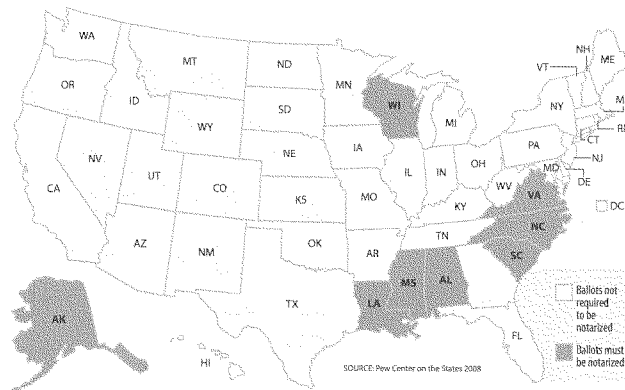 WA
MT
ND
MN
OR
ID
WY
SD
WI
MI
NH
VT
ME
NY
M
RI
CT
NJ
PA
MD
DE
DC
NV
UT
CO
NE
IA
IL
IN
OH
WV
VA
CA
KS
MO
KY
NC
AZ
NM
OK
AR
TN
SC
TX
LA
MS
AL
FL
AK
HI
Ballots not
required
to be
notarized
Ballots must
be notarized
SOURCE: Pew Center on the States 2008